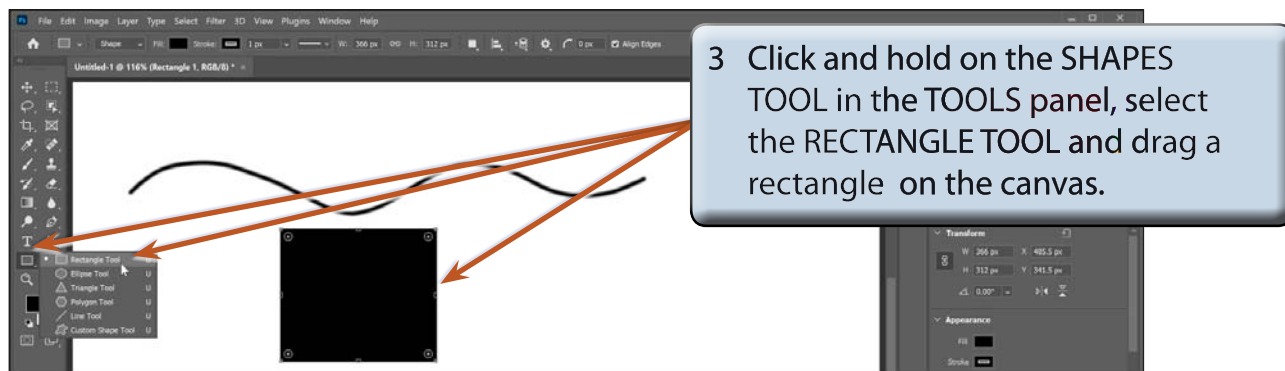 Ps File Edit Image Layer Type Select Filter 3D View Plugins Window Help
Shape Fill: Stroke: 1 px W: 366 px H: 312 px 0 px Align Edges
Untitled-1 @ 116% (Rectangle 1, RGB/8) * ×
3 Click and hold on the SHAPES
TOOL in the TOOLS panel, select
the RECTANGLE TOOL and drag a
rectangle on the canvas.
T
Rectangle Tool U
Ellipse Tool U
Triangle Tool U
Polygon Tool U
Line Tool U
Custom Shape Tool U
Transform
W 366 px X 485.5 px
H 312 px Y 341.5 px
0.00°
Appearance
Fill
Stroke